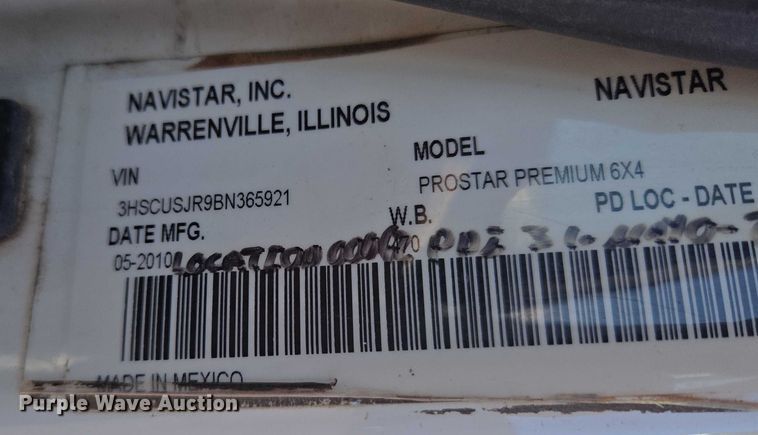 NAVISTAR, INC.
NAVISTAR
WARRENVILLE, ILLINOIS
MODEL
VIN
PROSTAR PREMIUM 6X4
3HSCUSJR9BN365921
W.B.
PD LOC - DATE
DATE MFG.
05-2010
MADE IN MEXICO
Purple Wave Auction